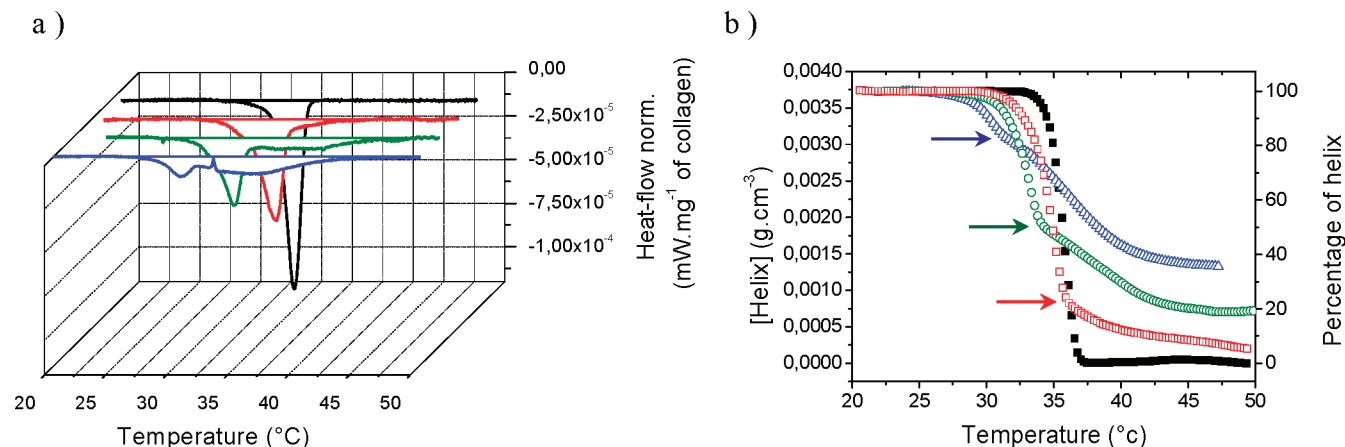 a )
0,00
-2,50x10⁻⁵
-5,00x10⁻⁵
-7,50x10⁻⁵
-1,00x10⁻⁴
Heat-flow norm.
(mW.mg⁻¹ of collagen)
20 25 30 35 40 45 50
Temperature (°C)
b )
0,0040
0,0035
0,0030
0,0025
0,0020
0,0015
0,0010
0,0005
0,0000
[Helix] (g.cm⁻³)
100
80
60
40
20
0
Percentage of helix
20 25 30 35 40 45 50
Temperature (°c)